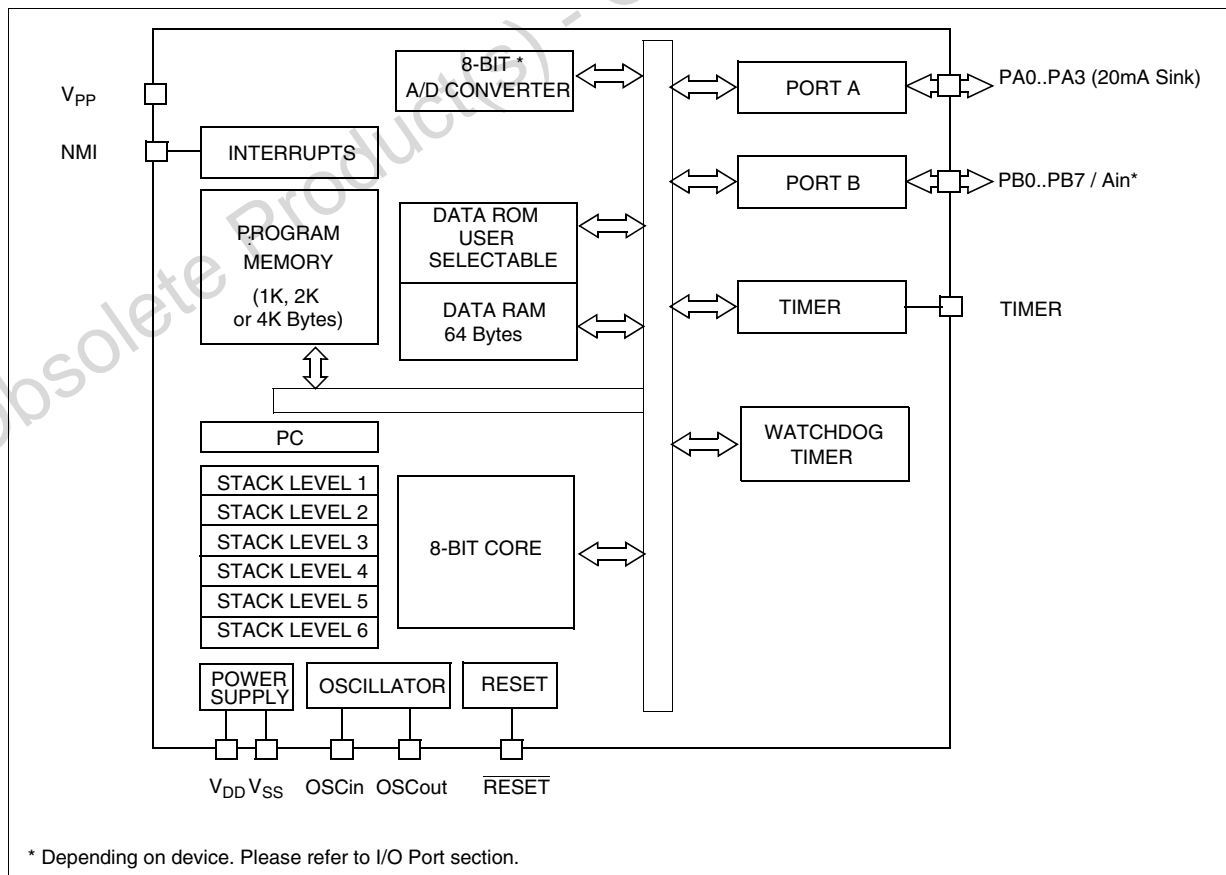 Obsolete Product(s) -
8-BIT *
A/D CONVERTER
PORT A
PA0..PA3 (20mA Sink)
VPP
NMI
INTERRUPTS
PORT B
PB0..PB7 / Ain*
PROGRAM
MEMORY
(1K, 2K
or 4K Bytes)
DATA ROM
USER
SELECTABLE
DATA RAM
64 Bytes
TIMER
TIMER
PC
WATCHDOG
TIMER
STACK LEVEL 1
STACK LEVEL 2
STACK LEVEL 3
STACK LEVEL 4
STACK LEVEL 5
STACK LEVEL 6
8-BIT CORE
POWER
SUPPLY
OSCILLATOR
RESET
VDD VSS OSCin OSCout RESET
* Depending on device. Please refer to I/O Port section.